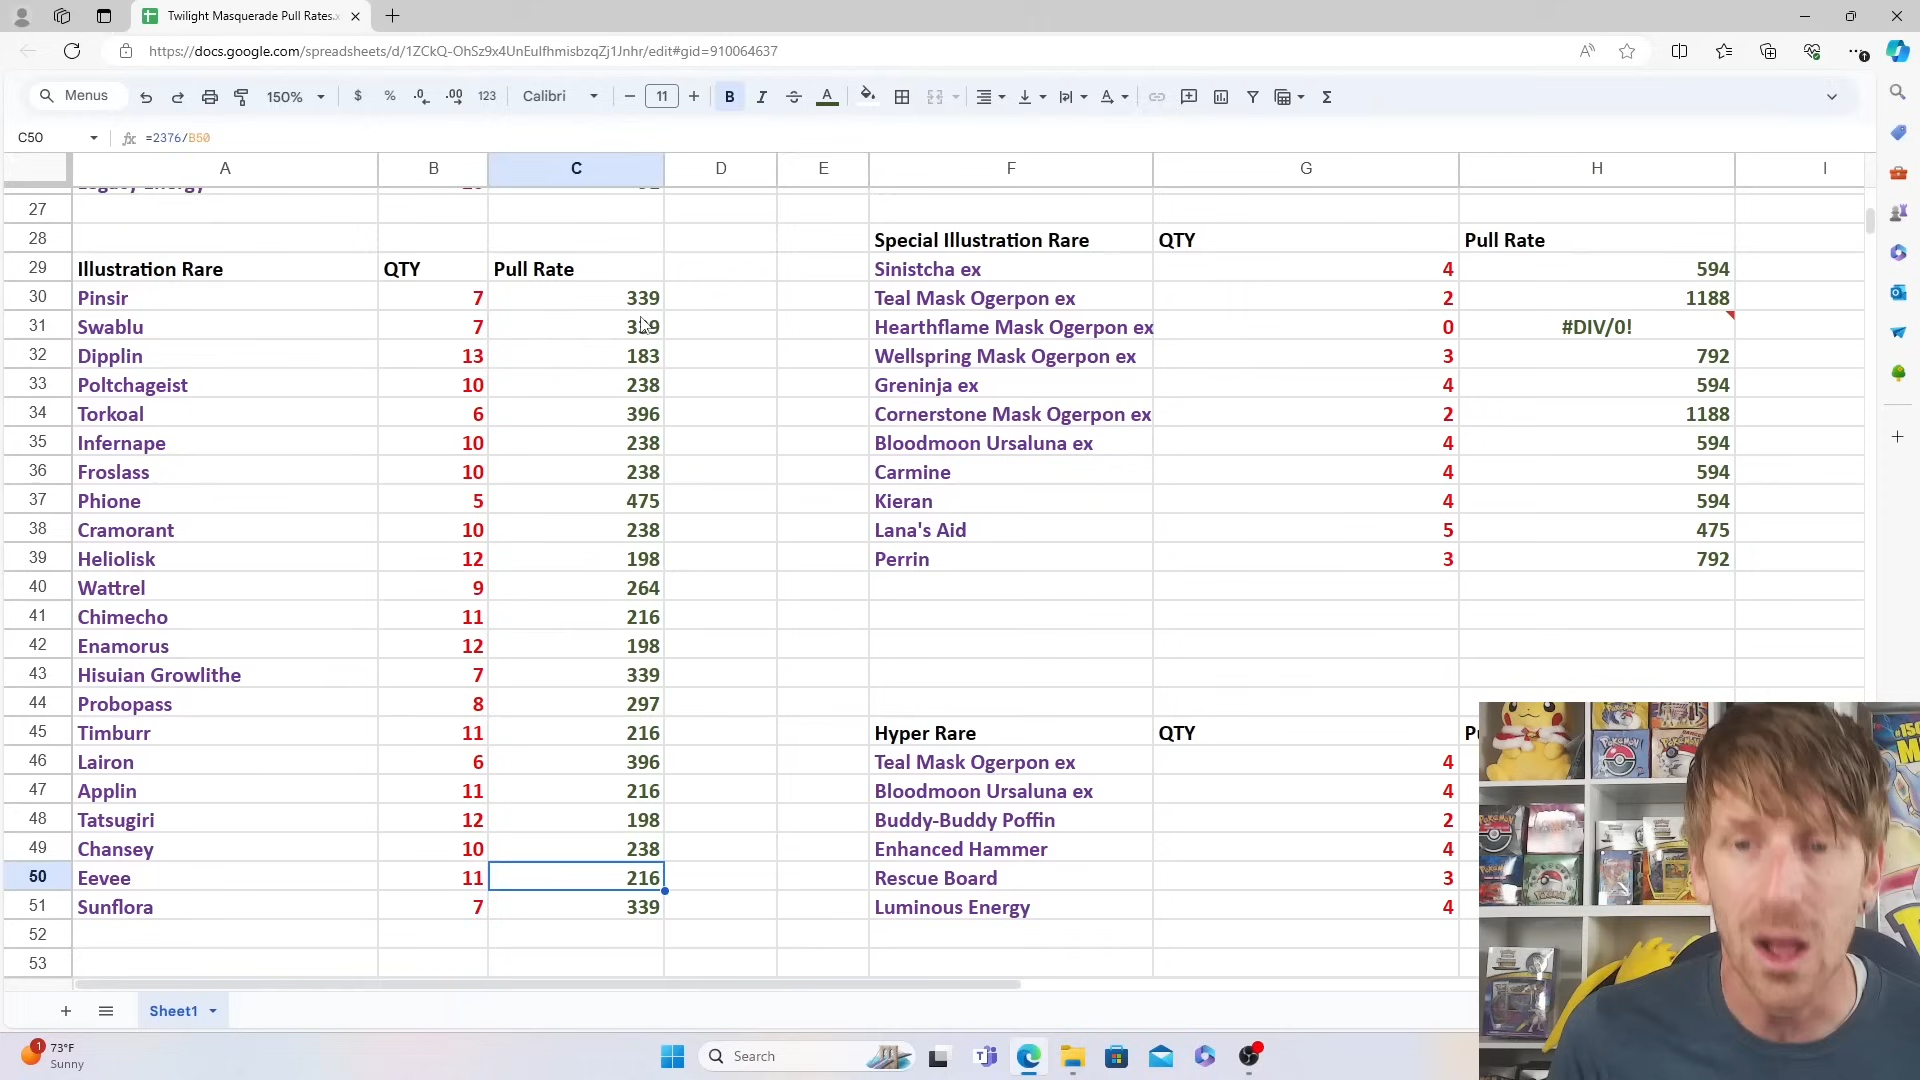 Twilight Masquerade Pull Rates.x
https://docs.google.com/spreadsheets/d/1ZCkQ-OhSz9x4UnEuIfhmisbzqZj1Jnhr/edit#gid=910064637
Menus 150% $ % .0 .00 123 Calibri 11 B I A
C50 fx =2376/B50
A B C D E F G H I
27
28 Special Illustration Rare QTY Pull Rate
29 Illustration Rare QTY Pull Rate Sinistcha ex 4 594
30 Pinsir 7 339 Teal Mask Ogerpon ex 2 1188
31 Swablu 7 339 Hearthflame Mask Ogerpon ex 0 #DIV/0!
32 Dipplin 13 183 Wellspring Mask Ogerpon ex 3 792
33 Poltchageist 10 238 Greninja ex 4 594
34 Torkoal 6 396 Cornerstone Mask Ogerpon ex 2 1188
35 Infernape 10 238 Bloodmoon Ursaluna ex 4 594
36 Froslass 10 238 Carmine 4 594
37 Phione 5 475 Kieran 4 594
38 Cramorant 10 238 Lana's Aid 5 475
39 Heliolisk 12 198 Perrin 3 792
40 Wattrel 9 264
41 Chimecho 11 216
42 Enamorus 12 198
43 Hisuian Growlithe 7 339
44 Probopass 8 297
45 Timburr 11 216 Hyper Rare QTY
46 Lairon 6 396 Teal Mask Ogerpon ex 4
47 Applin 11 216 Bloodmoon Ursaluna ex 4
48 Tatsugiri 12 198 Buddy-Buddy Poffin 2
49 Chansey 10 238 Enhanced Hammer 4
50 Eevee 11 216 Rescue Board 3
51 Sunflora 7 339 Luminous Energy 4
52
53
Sheet1
1 73°F
Sunny
Search